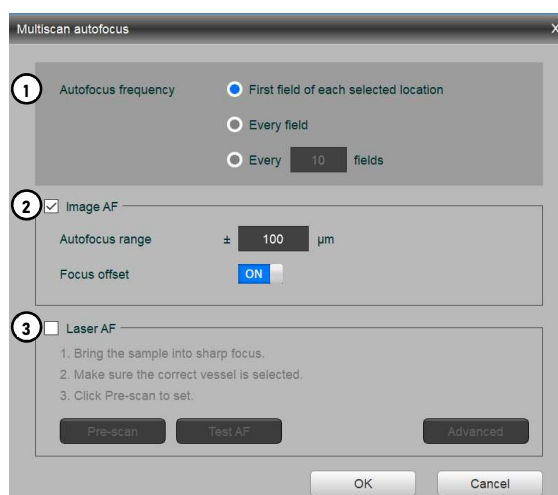 Multiscan autofocus X
1 Autofocus frequency First field of each selected location
Every field
Every 10 fields
2 Image AF
Autofocus range ± 100 µm
Focus offset ON
3 Laser AF
1. Bring the sample into sharp focus.
2. Make sure the correct vessel is selected.
3. Click Pre-scan to set.
Pre-scan Test AF Advanced
OK Cancel